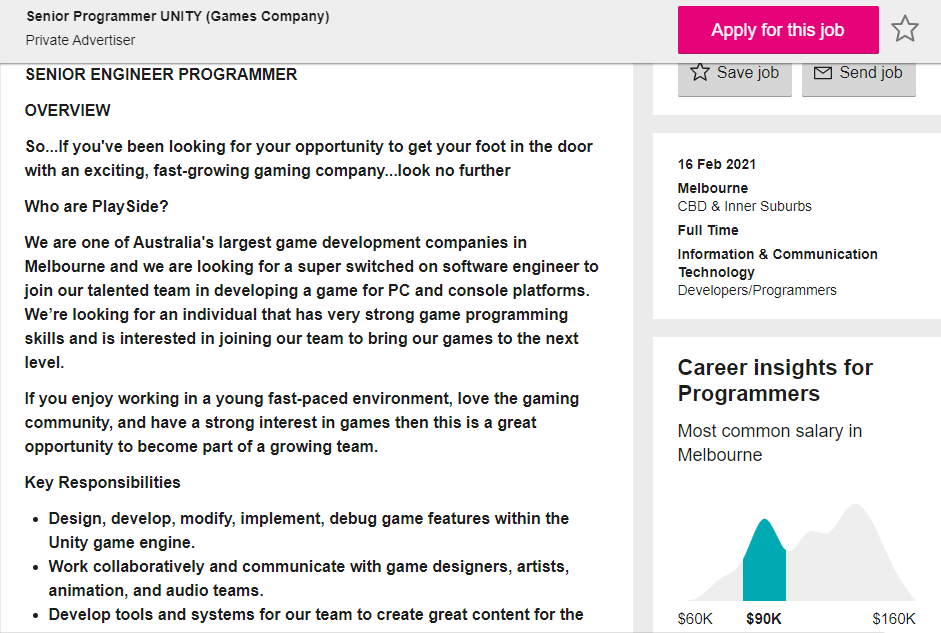 Senior Programmer UNITY (Games Company)
Private Advertiser
Apply for this job
SENIOR ENGINEER PROGRAMMER
OVERVIEW
So...If you've been looking for your opportunity to get your foot in the door
with an exciting, fast-growing gaming company...look no further
Who are PlaySide?
We are one of Australia's largest game development companies in
Melbourne and we are looking for a super switched on software engineer to
join our talented team in developing a game for PC and console platforms.
We’re looking for an individual that has very strong game programming
skills and is interested in joining our team to bring our games to the next
level.
If you enjoy working in a young fast-paced environment, love the gaming
community, and have a strong interest in games then this is a great
opportunity to become part of a growing team.
Key Responsibilities
• Design, develop, modify, implement, debug game features within the
Unity game engine.
• Work collaboratively and communicate with game designers, artists,
animation, and audio teams.
• Develop tools and systems for our team to create great content for the
Save job
Send job
16 Feb 2021
Melbourne
CBD & Inner Suburbs
Full Time
Information & Communication
Technology
Developers/Programmers
Career insights for
Programmers
Most common salary in
Melbourne
$60K
$90K
$160K